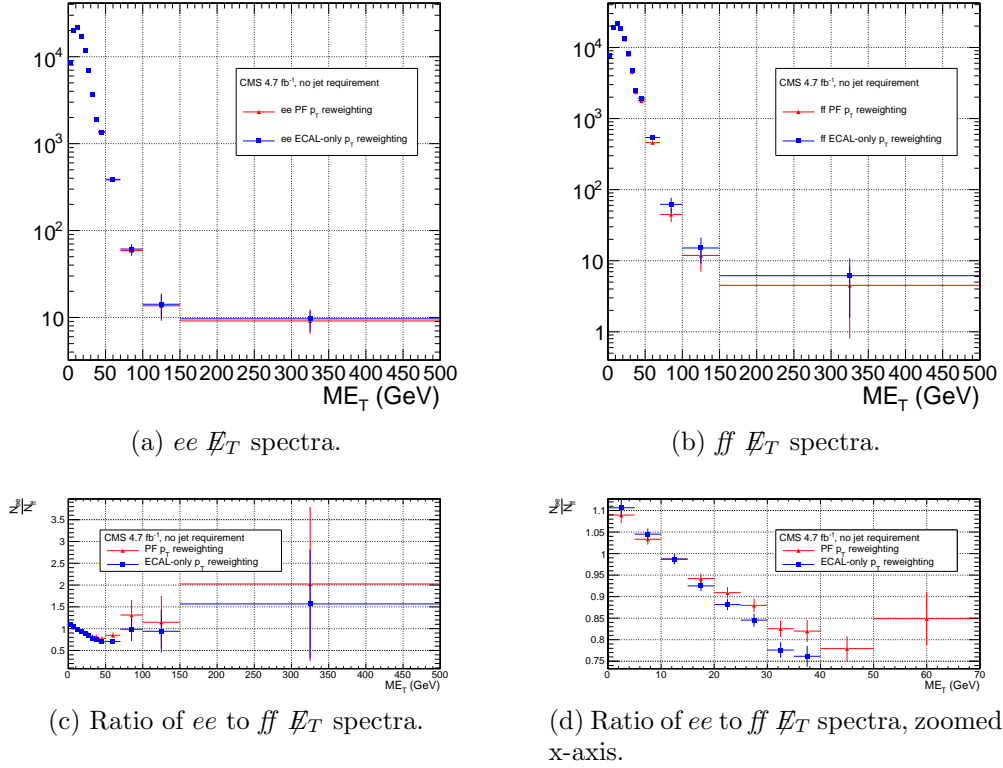 10⁴
10³
10²
10
CMS 4.7 fb⁻¹, no jet requirement
ee PF p_T reweighting
ee ECAL-only p_T reweighting
0 50 100 150 200 250 300 350 400 450 500
ME_T (GeV)
(a) ee E̸_T spectra.
10⁴
10³
10²
10
1
CMS 4.7 fb⁻¹, no jet requirement
ff PF p_T reweighting
ff ECAL-only p_T reweighting
0 50 100 150 200 250 300 350 400 450 500
ME_T (GeV)
(b) ff E̸_T spectra.
N_ee/N_ff
3.5
3
2.5
2
1.5
1
0.5
CMS 4.7 fb⁻¹, no jet requirement
PF p_T reweighting
ECAL-only p_T reweighting
0 50 100 150 200 250 300 350 400 450 500
ME_T (GeV)
(c) Ratio of ee to ff E̸_T spectra.
N_ee/N_ff
1.1
1.05
1
0.95
0.9
0.85
0.8
0.75
CMS 4.7 fb⁻¹, no jet requirement
PF p_T reweighting
ECAL-only p_T reweighting
0 10 20 30 40 50 60 70
ME_T (GeV)
(d) Ratio of ee to ff E̸_T spectra, zoomed
x-axis.